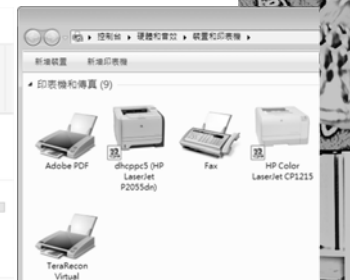 控制台 ▸ 硬體和音效 ▸ 裝置和印表機 ▸
新增裝置 新增印表機
印表機和傳真 (9)
Adobe PDF
dhcppc5 (HP
LaserJet
P2055dn)
Fax
HP Color
LaserJet CP1215
TeraRecon
Virtual